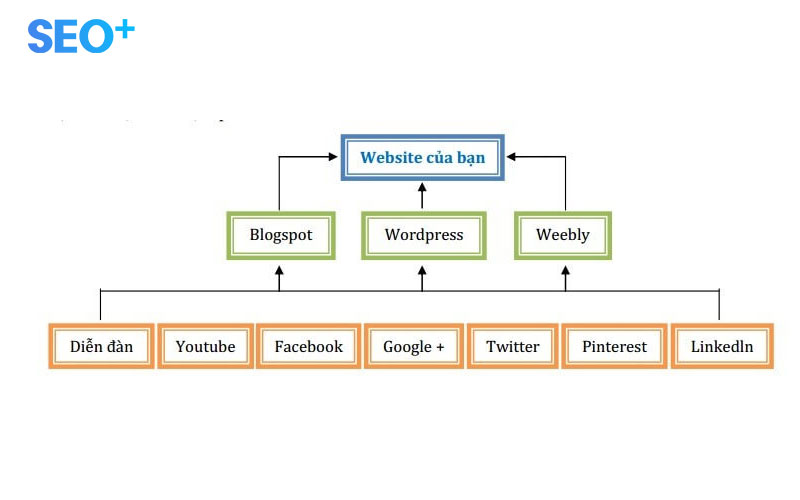 SEO+
Website của bạn
Blogspot
Wordpress
Weebly
Diễn đàn
Youtube
Facebook
Google +
Twitter
Pinterest
Linkedln